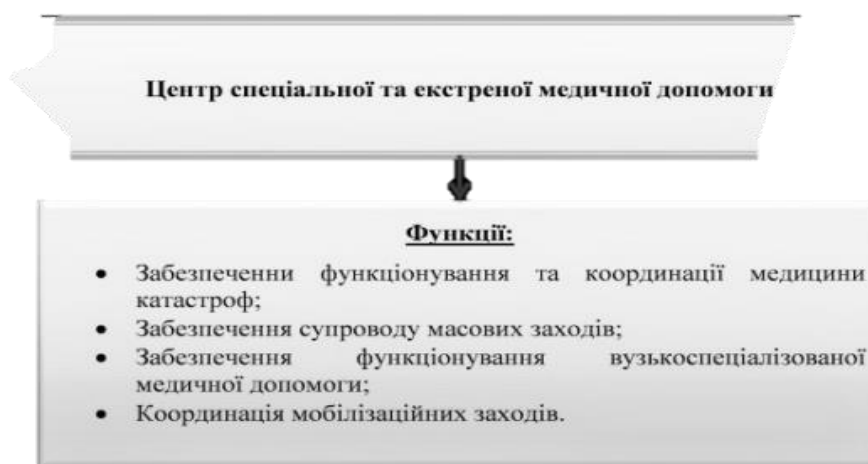 Центр спеціальної та екстреної медичної допомоги
Функції:
• Забезпеченни функціонування та координації медицини
катастроф;
• Забезпечення супроводу масових заходів;
• Забезпечення функціонування вузькоспеціалізованої
медичної допомоги;
• Координація мобілізаційних заходів.